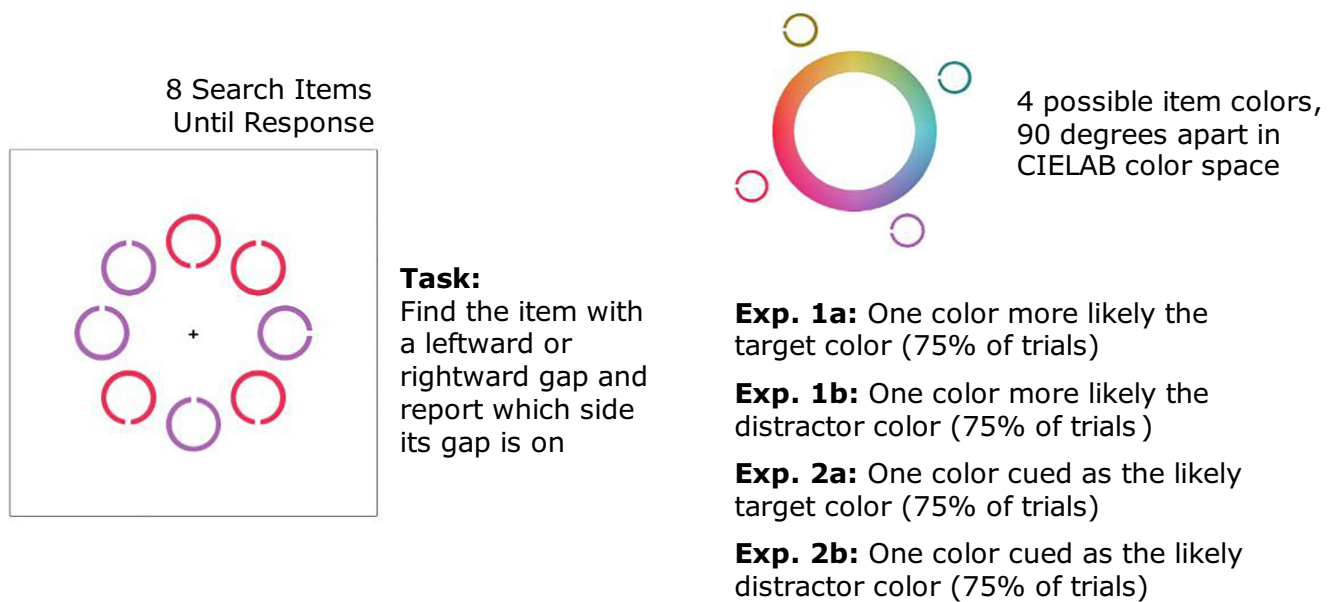 8 Search Items
Until Response
+
Task:
Find the item with
a leftward or
rightward gap and
report which side
its gap is on
4 possible item colors,
90 degrees apart in
CIELAB color space
Exp. 1a: One color more likely the
target color (75% of trials)
Exp. 1b: One color more likely the
distractor color (75% of trials)
Exp. 2a: One color cued as the likely
target color (75% of trials)
Exp. 2b: One color cued as the likely
distractor color (75% of trials)